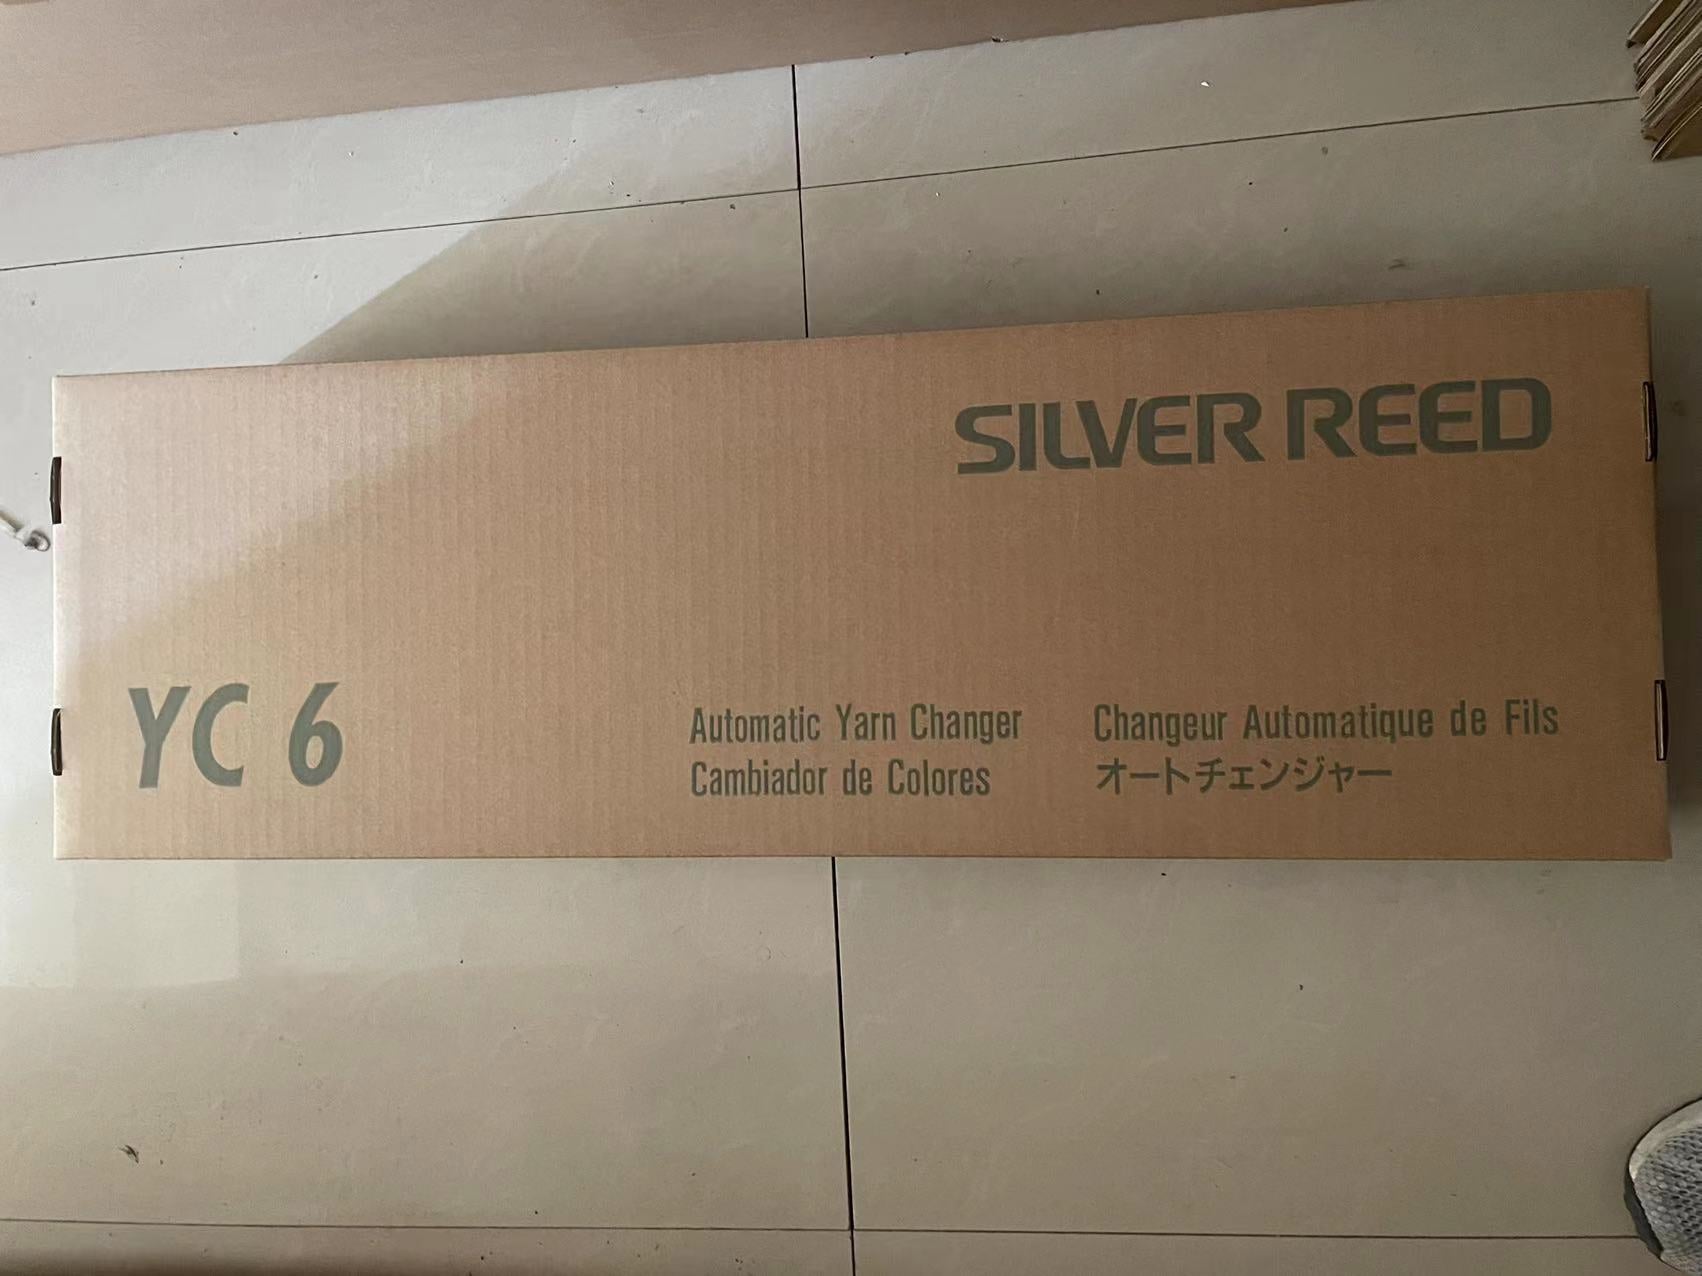 SILVER REED
YC 6
Automatic Yarn Changer
Changeur Automatique de Fils
Cambiador de Colores
オートチェンジャー